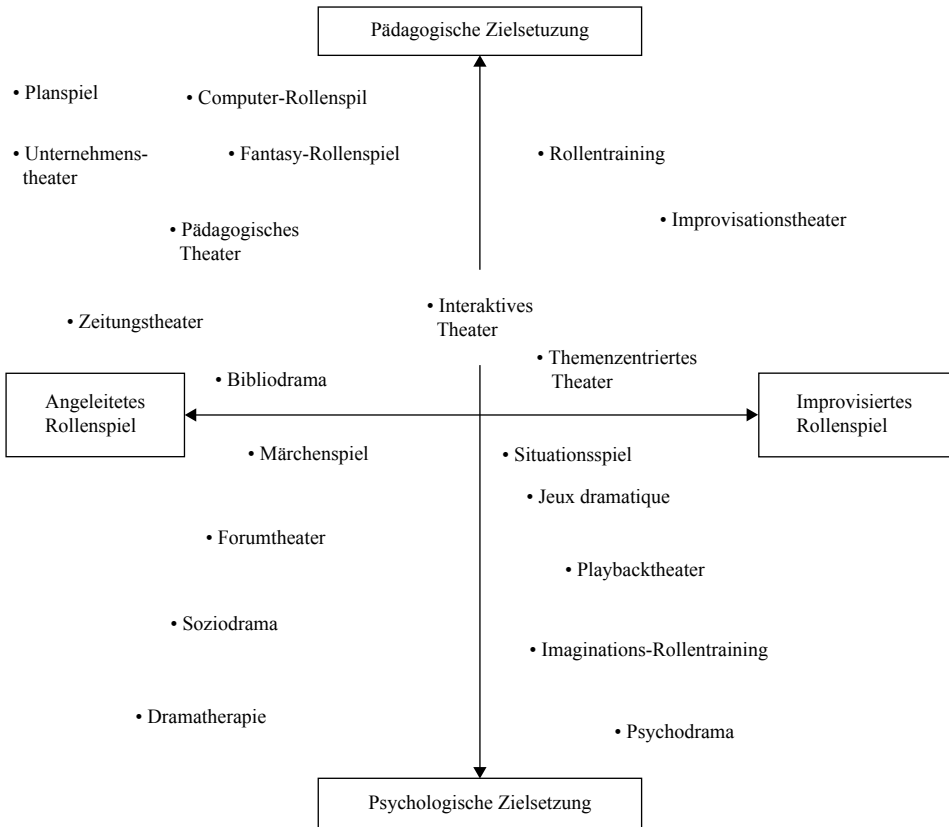 Pädagogische Zielsetuzung
• Planspiel
• Computer-Rollenspil
• Unternehmens-
theater
• Fantasy-Rollenspiel
• Rollentraining
• Improvisationstheater
• Pädagogisches
Theater
• Interaktives
Theater
• Zeitungstheater
• Themenzentriertes
Theater
• Bibliodrama
Angeleitetes
Rollenspiel
Improvisiertes
Rollenspiel
• Märchenspiel
• Situationsspiel
• Jeux dramatique
• Forumtheater
• Playbacktheater
• Soziodrama
• Imaginations-Rollentraining
• Dramatherapie
• Psychodrama
Psychologische Zielsetzung